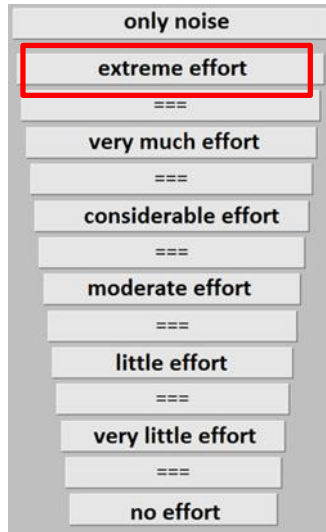 only noise
extreme effort
===
very much effort
===
considerable effort
===
moderate effort
===
little effort
===
very little effort
===
no effort